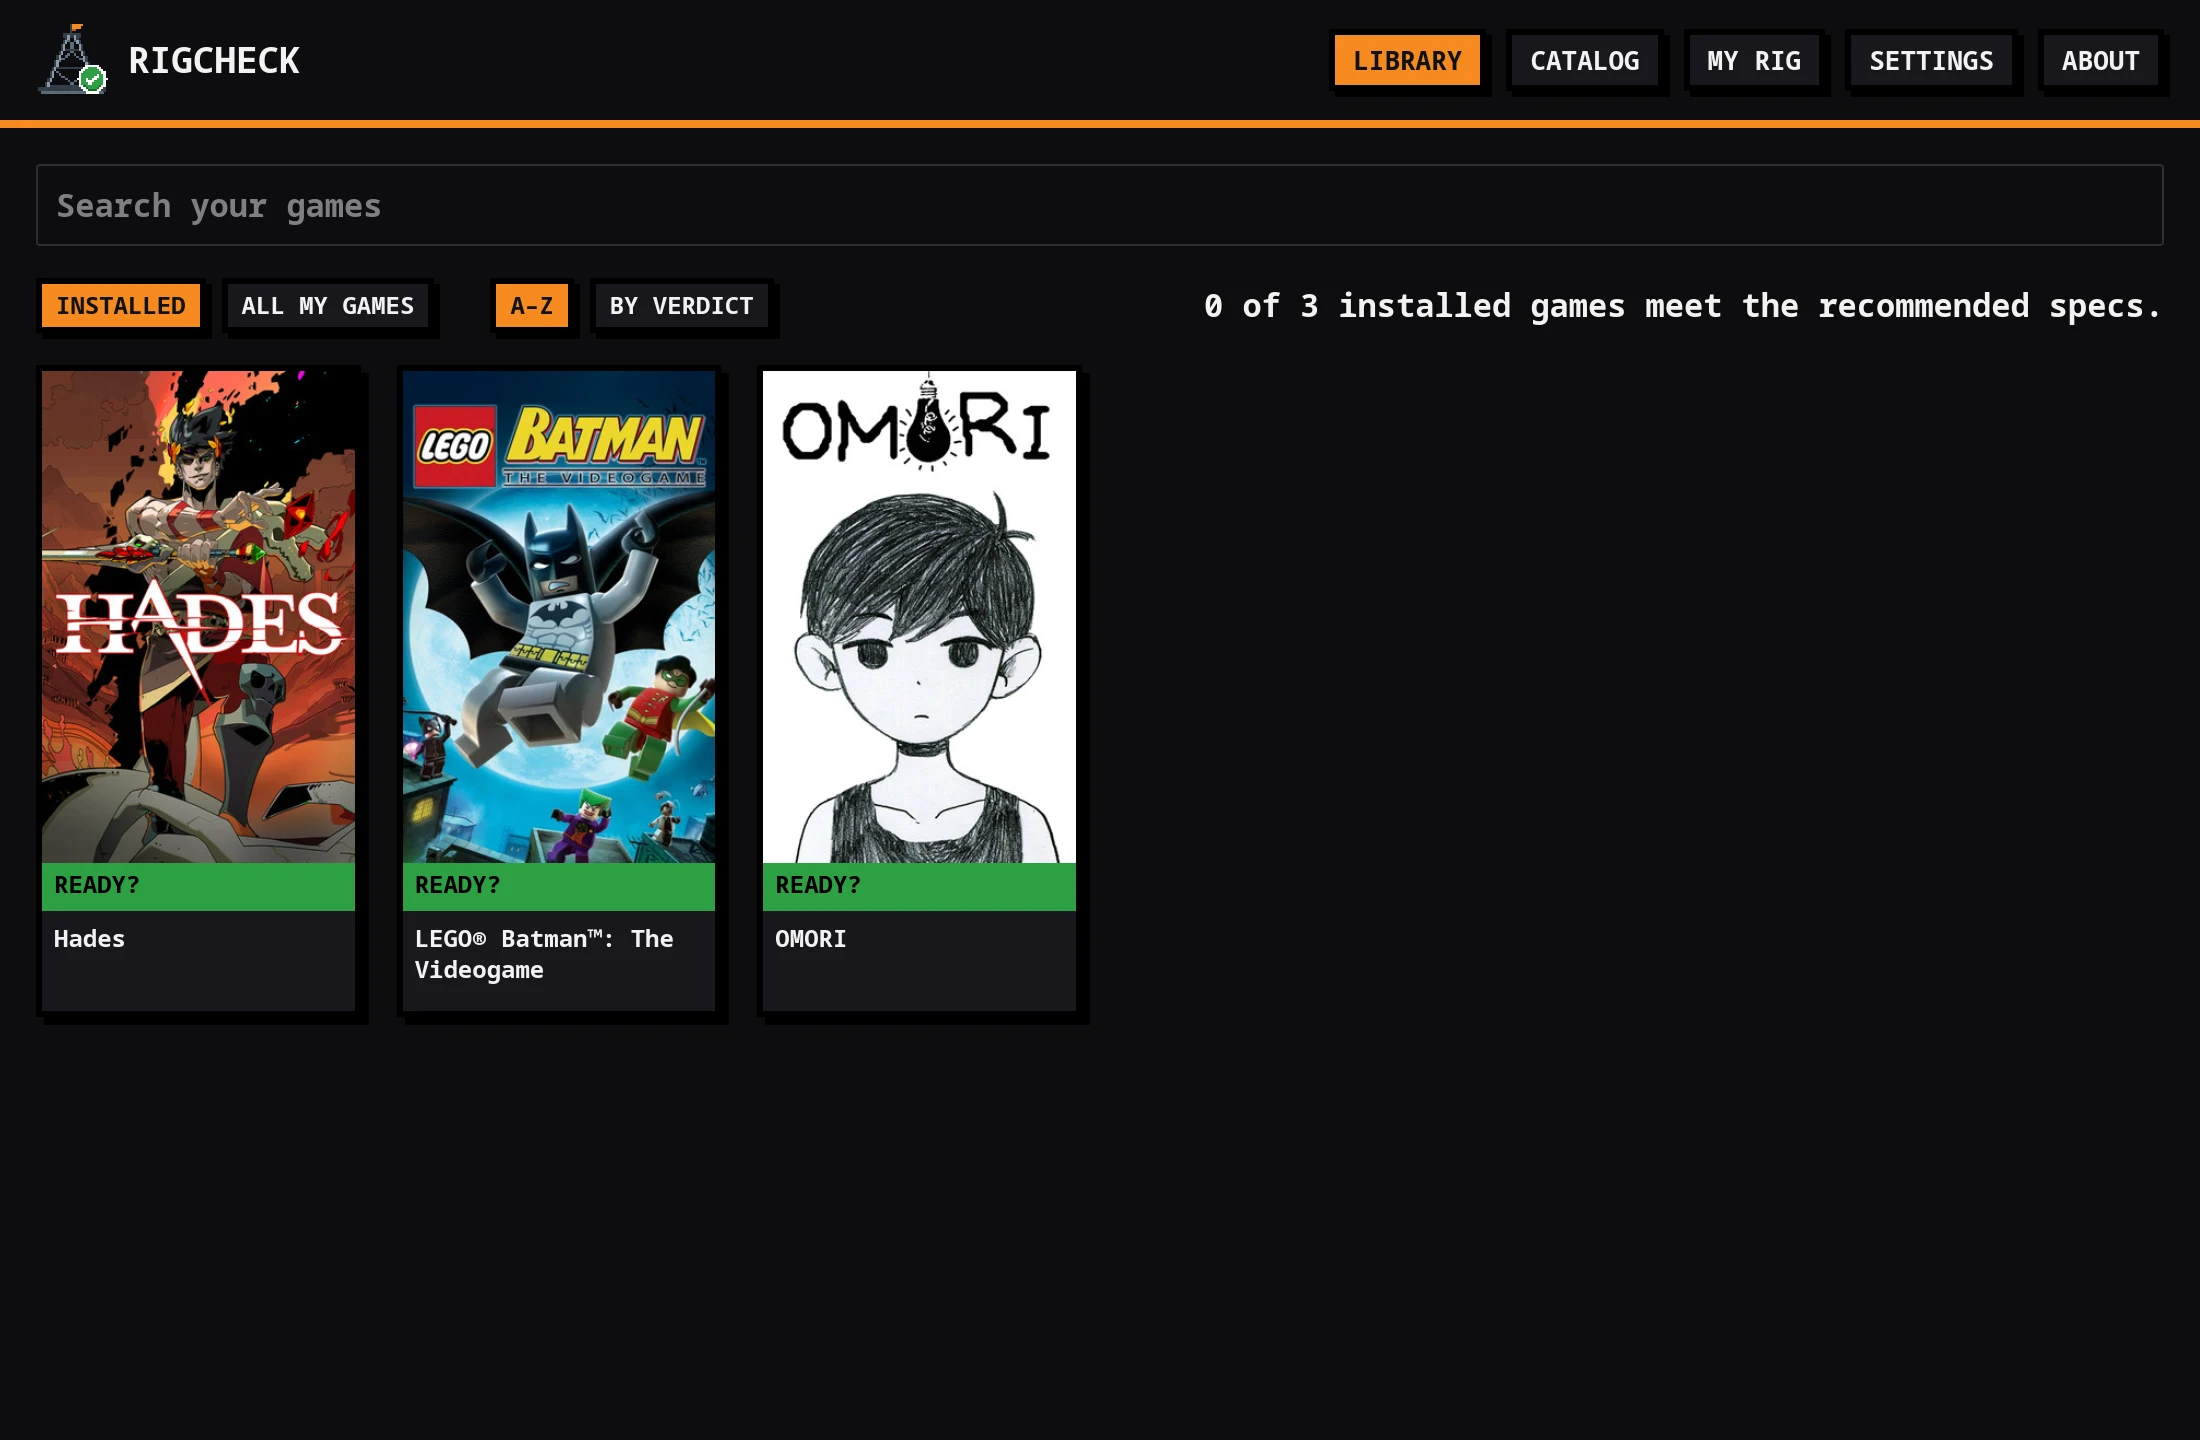 RIGCHECK
LIBRARY CATALOG MY RIG SETTINGS ABOUT
Search your games
INSTALLED ALL MY GAMES A–Z BY VERDICT 0 of 3 installed games meet the recommended specs.
HADES
LEGO BATMAN™
THE VIDEOGAME
OMORI
READY?
Hades
READY?
LEGO® Batman™: The
Videogame
READY?
OMORI